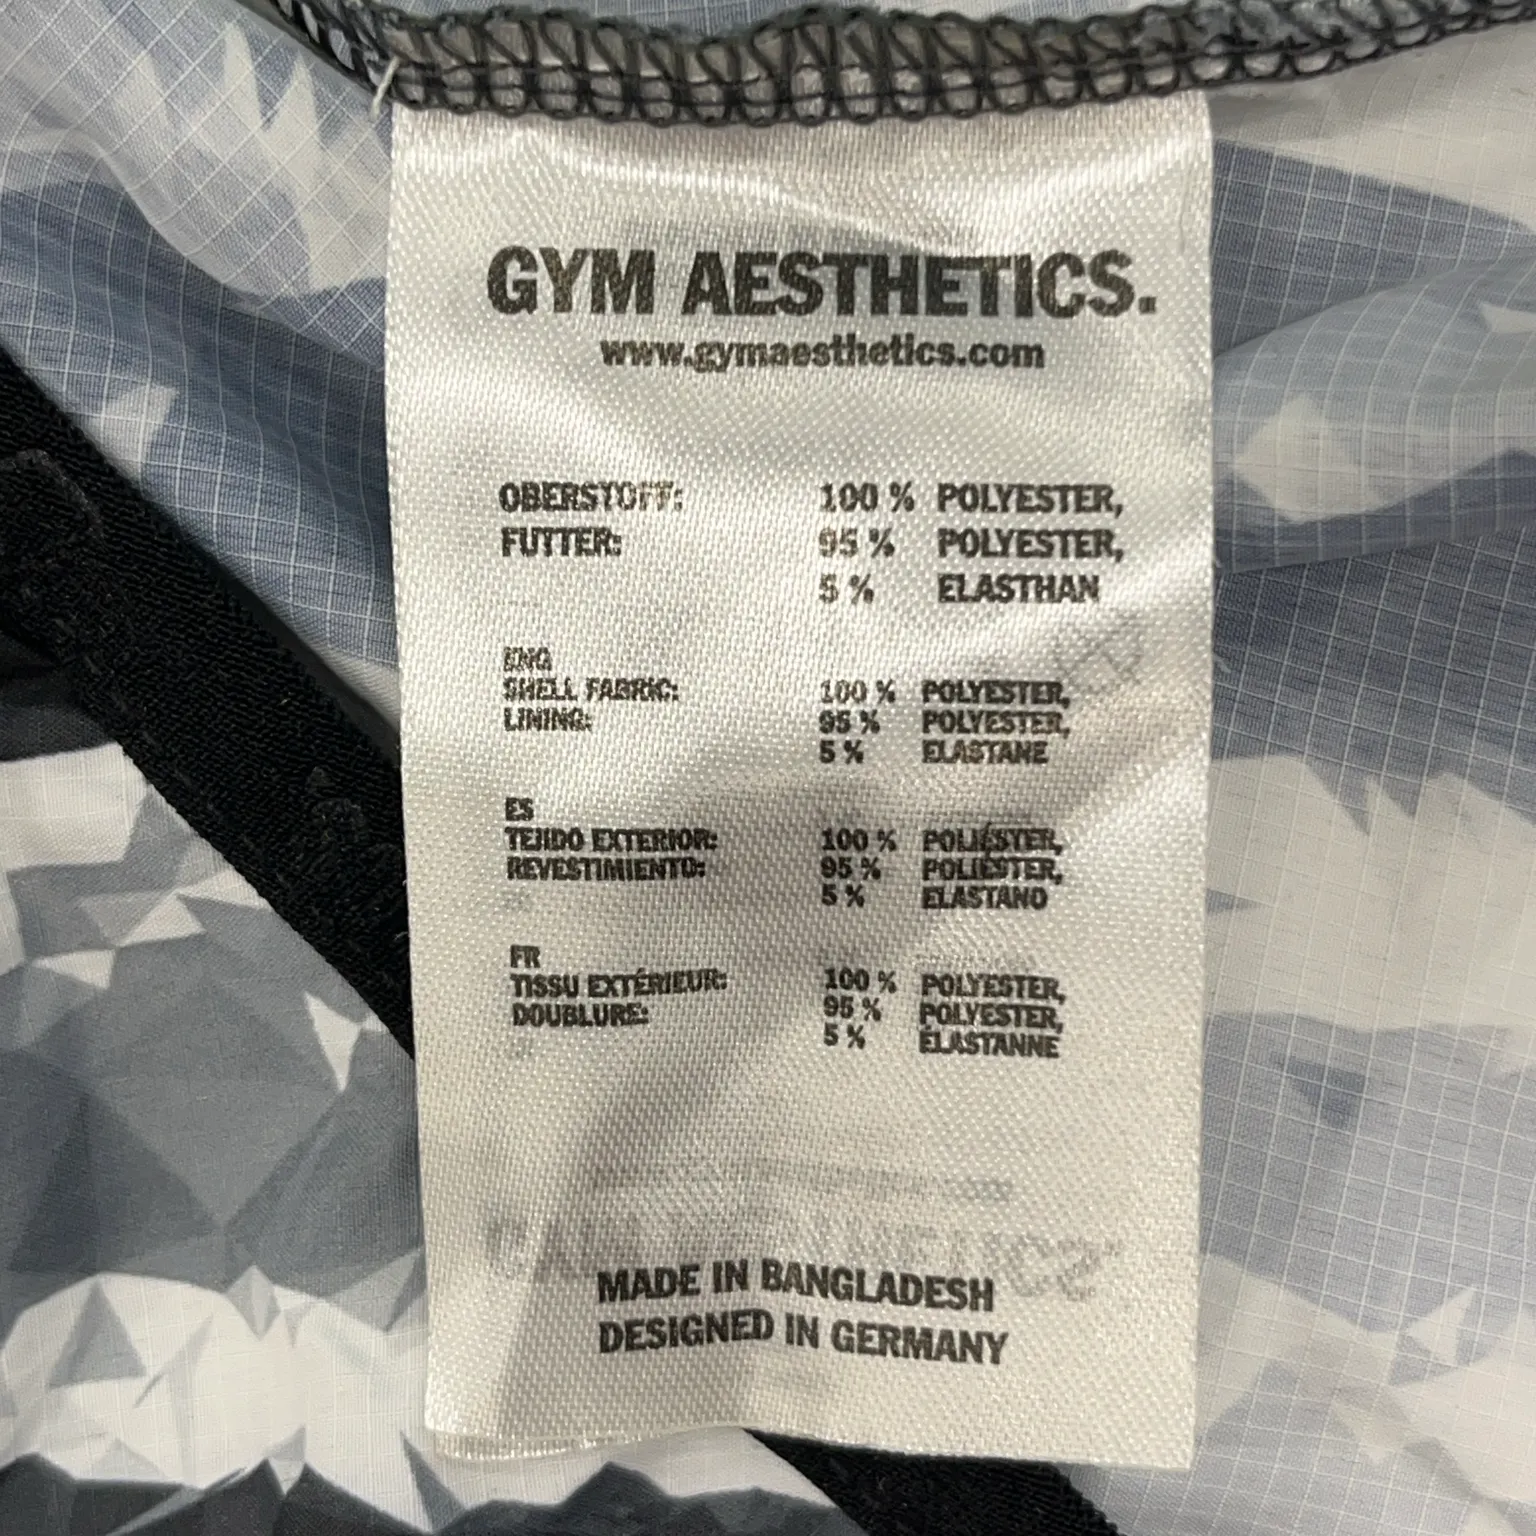 GYM AESTHETICS.
www.gymaesthetics.com
OBERSTOFF: 100 % POLYESTER,
FUTTER: 95 % POLYESTER,
5 % ELASTHAN
ENG
SHELL FABRIC: 100 % POLYESTER,
LINING: 95 % POLYESTER,
5 % ELASTANE
ES
TEJIDO EXTERIOR: 100 % POLIÉSTER,
REVESTIMIENTO: 95 % POLIÉSTER,
5 % ELASTANO
FR
TISSU EXTÉRIEUR: 100 % POLYESTER,
DOUBLURE: 95 % POLYESTER,
5 % ÉLASTANNE
MADE IN BANGLADESH
DESIGNED IN GERMANY